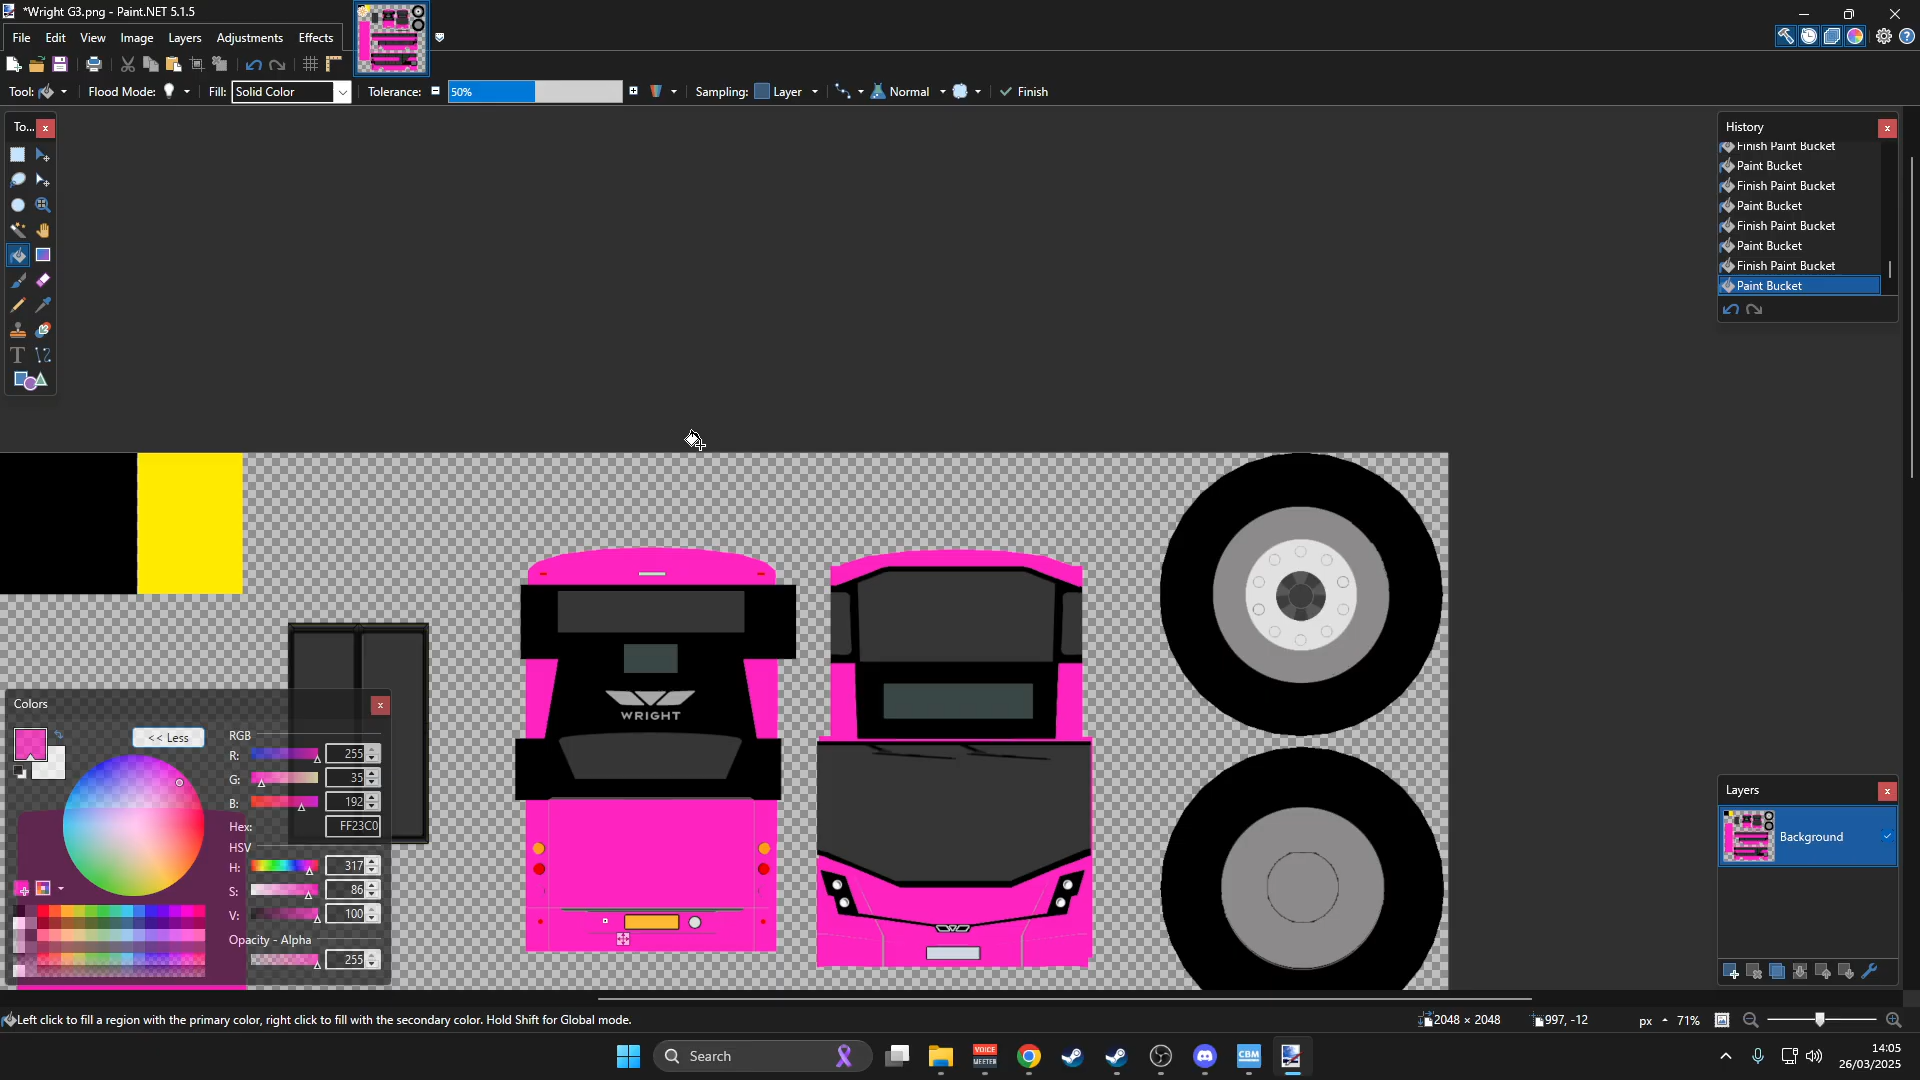 *Wright G3.png - Paint.NET 5.1.5
File Edit View Image Layers Adjustments Effects
Tool: Flood Mode: Fill: Solid Color Tolerance: 50% Sampling: Layer Normal Finish
To...
History
Finish Paint Bucket
Paint Bucket
Finish Paint Bucket
Paint Bucket
Finish Paint Bucket
Paint Bucket
Finish Paint Bucket
Paint Bucket
WRIGHT
Colors
<< Less
RGB
R: 255
G: 35
B: 192
Hex: FF23C0
HSV
H: 317
S: 86
V: 100
Opacity - Alpha
255
Layers
Background
Left click to fill a region with the primary color, right click to fill with the secondary color. Hold Shift for Global mode.
2048 × 2048
997, -12
px
71%
Search
VOICE
MEETER
CBM
14:05
26/03/2025